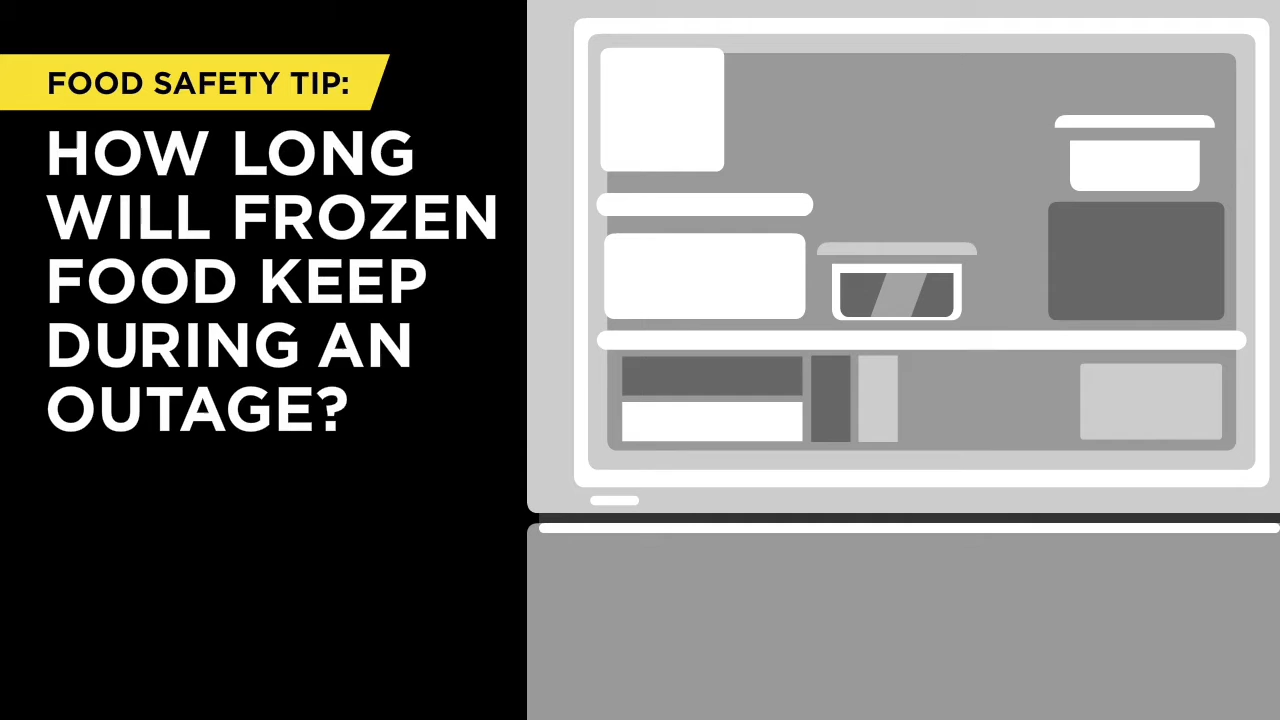 FOOD SAFETY TIP:
HOW LONG
WILL FROZEN
FOOD KEEP
DURING AN
OUTAGE?